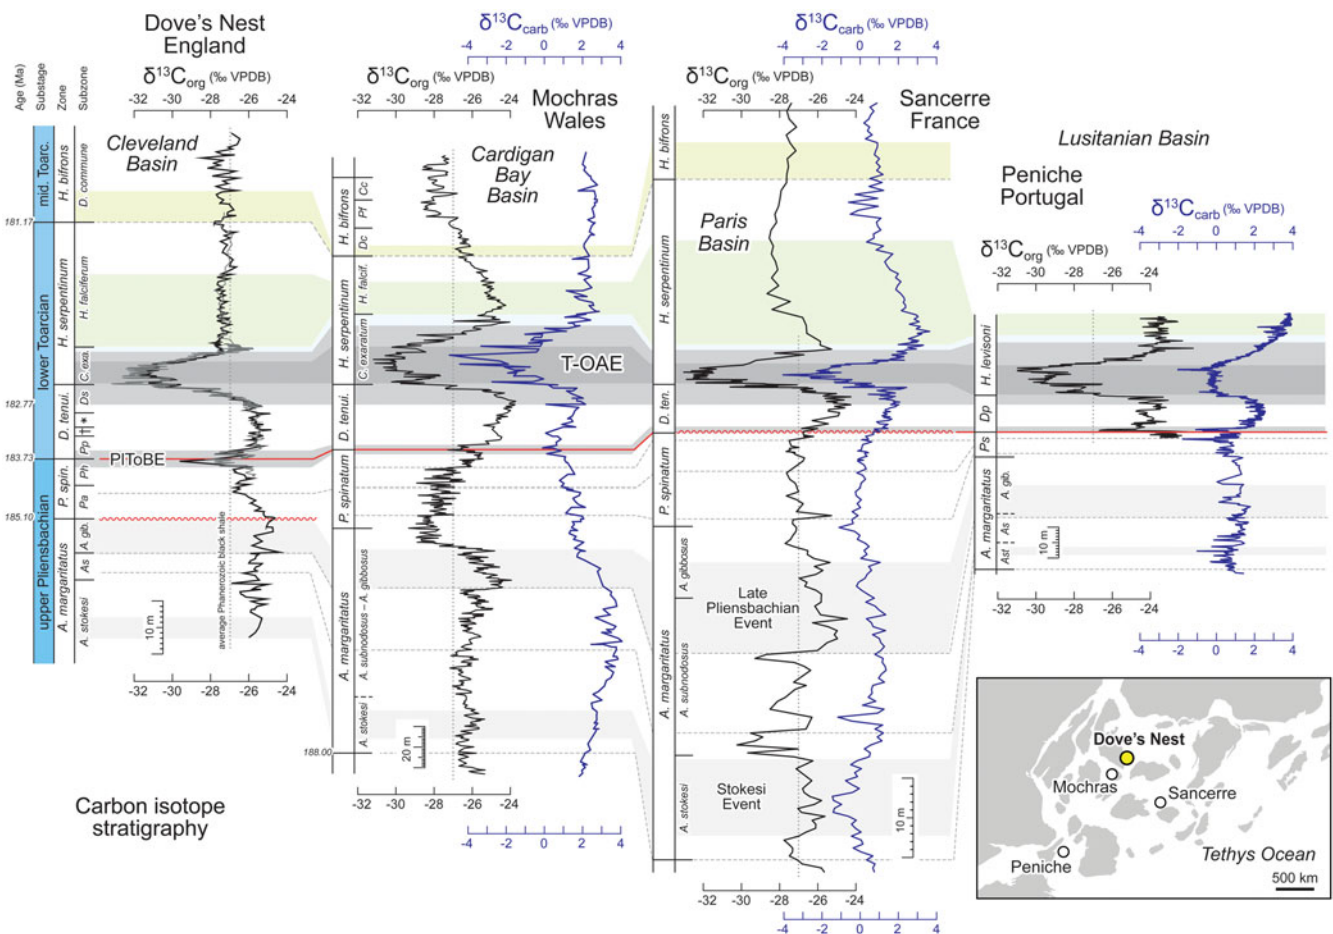 Dove's Nest
England
δ13Corg (‰ VPDB)
-32 -30 -28 -26 -24
Age (Ma)
Substage
Zone
Subzone
mid. Toarc.
lower Toarcian
upper Pliensbachian
H. bifrons
H. serpentinum
D. tenui.
P. spin.
A. margaritatus
D. commune
H. falciferum
C. exa.
Ds
*
Pp
Ph
Pa
A. gib.
As
A. stokesi
181.17
182.77
183.73
185.10
Cleveland
Basin
PlToBE
average Phanerozoic black shale
10 m
-32 -30 -28 -26 -24
Carbon isotope
stratigraphy
δ13Ccarb (‰ VPDB)
-4 -2 0 2 4
δ13Corg (‰ VPDB)
-32 -30 -28 -26 -24
Mochras
Wales
Cardigan
Bay
Basin
H. bifrons
H. serpentinum
D. tenui.
P. spinatum
A. margaritatus
Cc
Pf
Dc
H. falcif.
C. exaratum
A. subnodosus – A. gibbosus
A. stokesi
188.00
T-OAE
20 m
-32 -30 -28 -26 -24
-4 -2 0 2 4
δ13Ccarb (‰ VPDB)
-4 -2 0 2 4
δ13Corg (‰ VPDB)
-32 -30 -28 -26 -24
Sancerre
France
Paris
Basin
H. bifrons
H. serpentinum
D. ten.
P. spinatum
A. margaritatus
A. gibbosus
A. subnodosus
A. stokesi
Late
Pliensbachian
Event
Stokesi
Event
10 m
-32 -30 -28 -26 -24
-4 -2 0 2 4
Lusitanian Basin
Peniche
Portugal
δ13Ccarb (‰ VPDB)
-4 -2 0 2 4
δ13Corg (‰ VPDB)
-32 -30 -28 -26 -24
H. levisoni
Dp
Ps
A. margaritatus
A. gib.
As
Ast
10 m
-32 -30 -28 -26 -24
-4 -2 0 2 4
Dove's Nest
Mochras
Sancerre
Peniche
Tethys Ocean
500 km